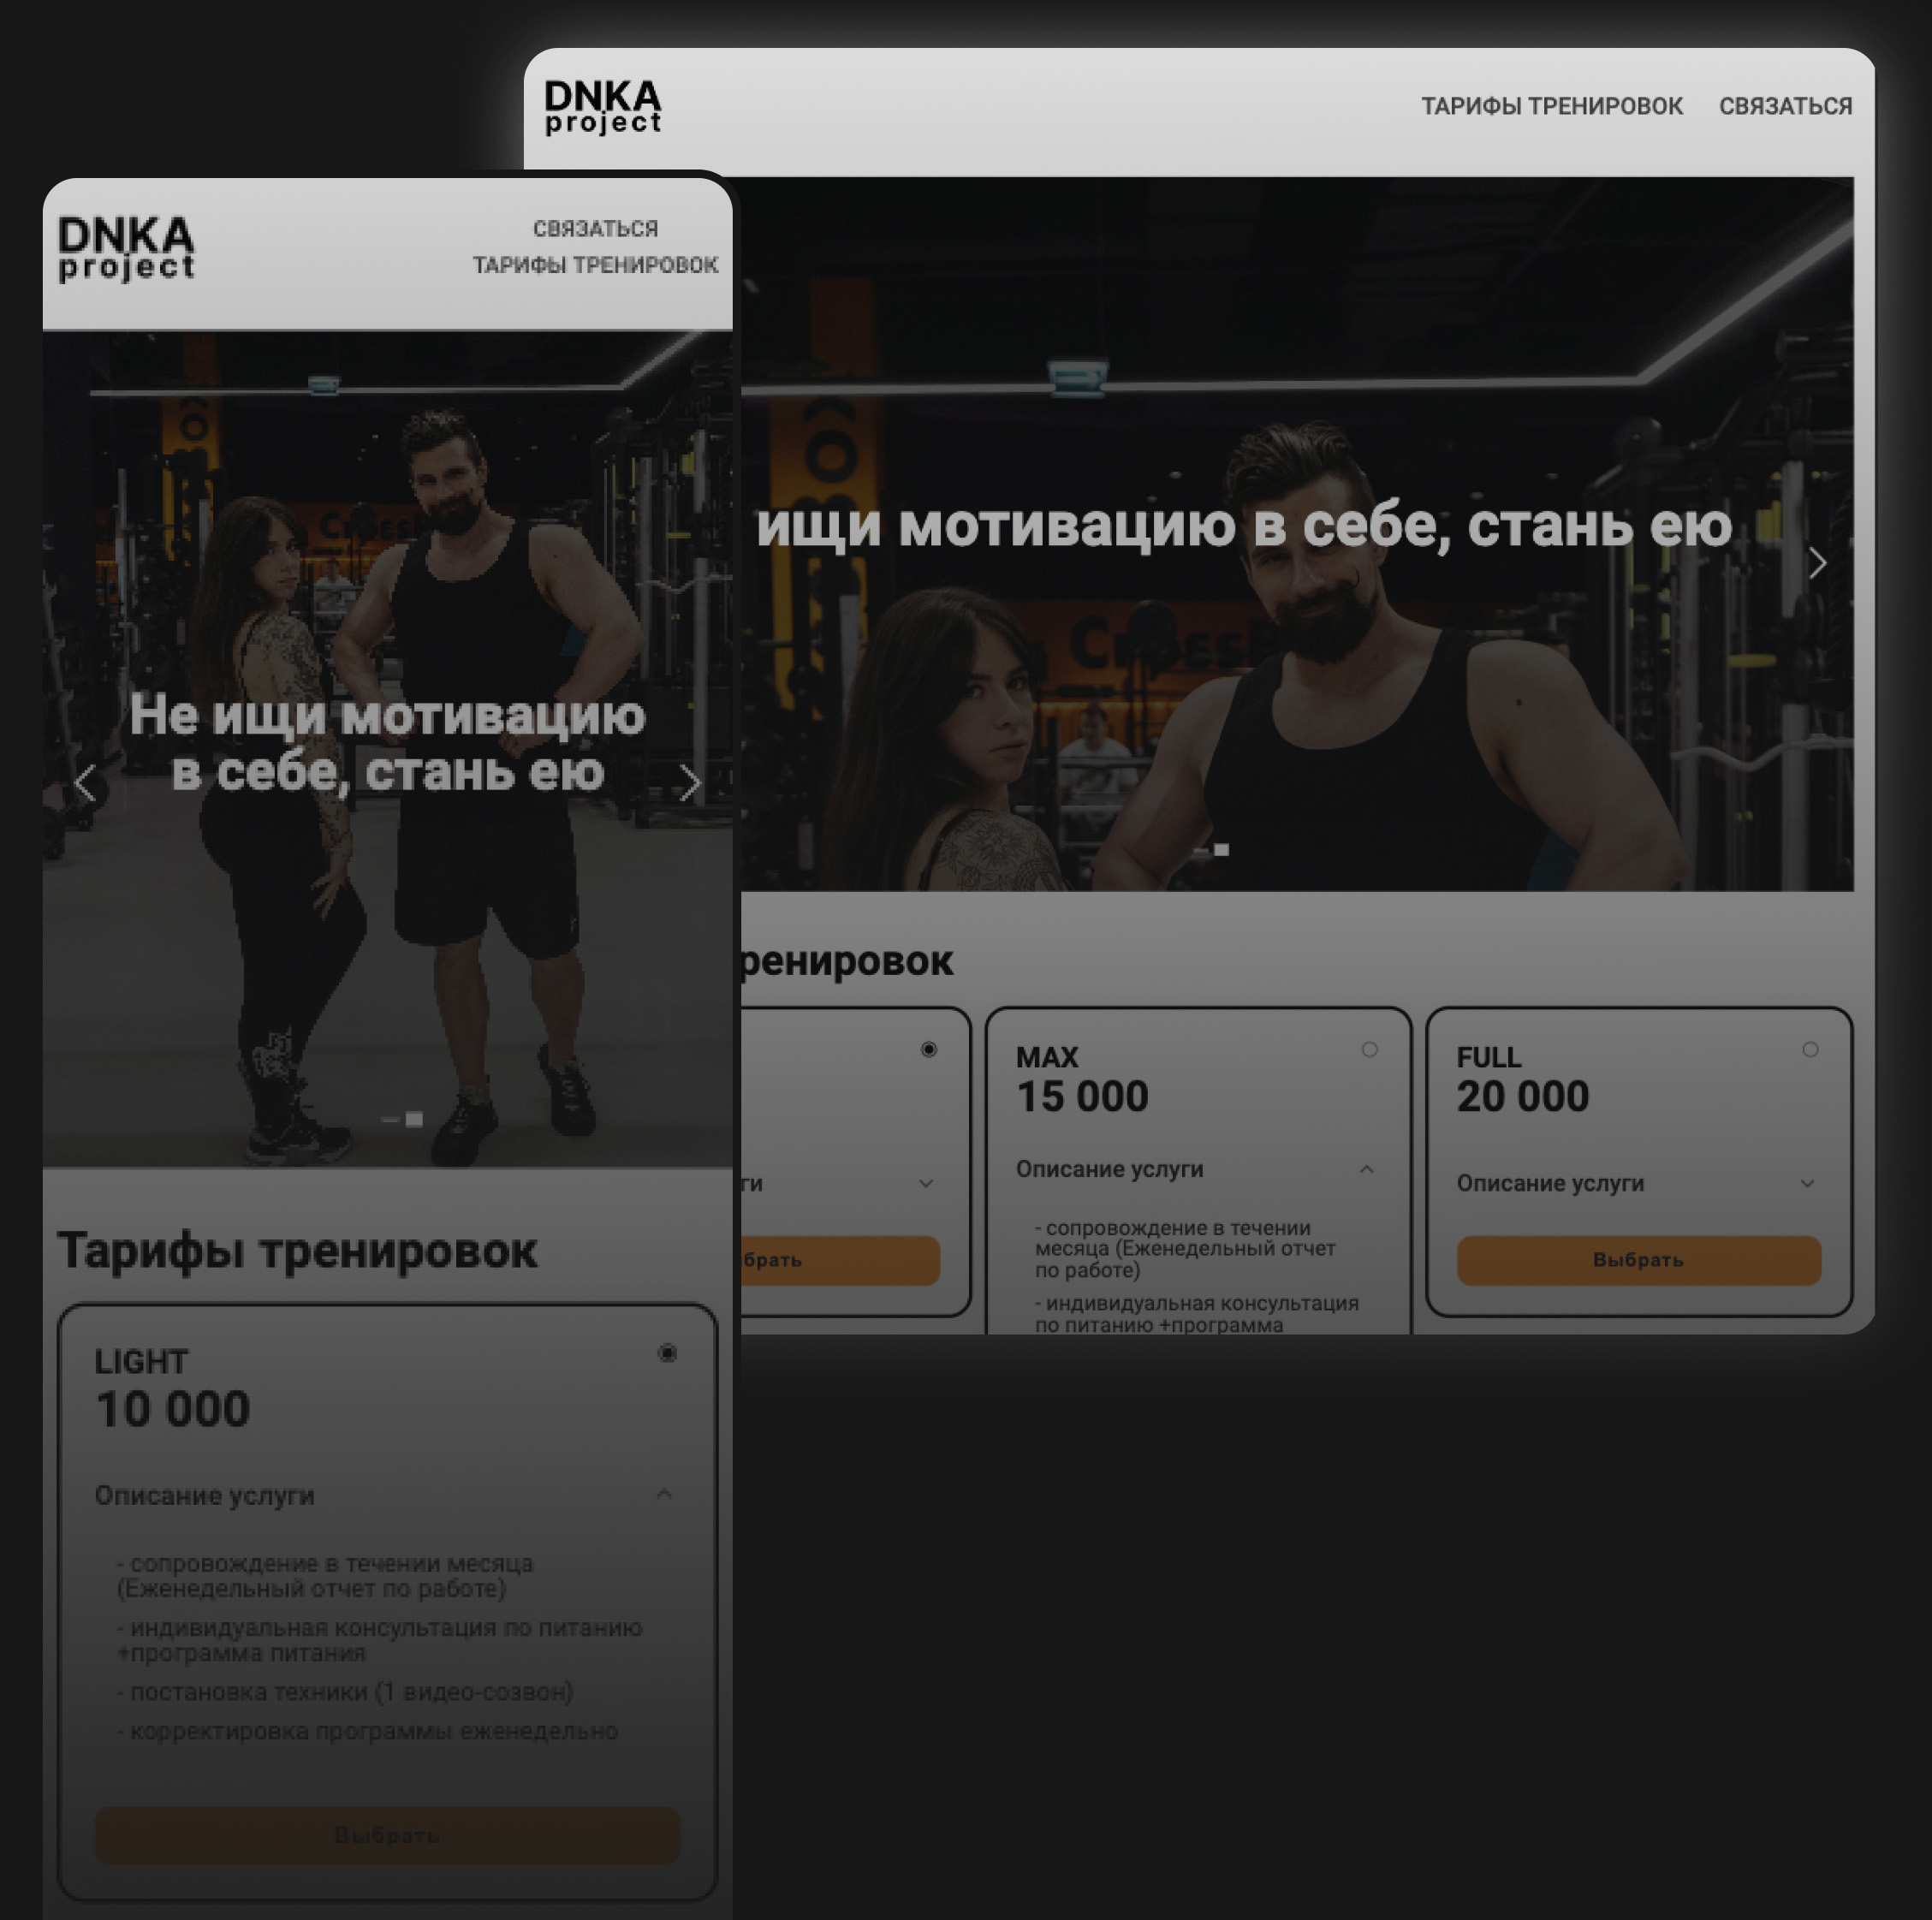 DNKA
project
ТАРИФЫ ТРЕНИРОВОК
СВЯЗАТЬСЯ
ищи мотивацию в себе, стань ею
CrossF
ренировок
ги
брать
MAX
15 000
Описание услуги
- сопровождение в течении
месяца (Еженедельный отчет
по работе)
- индивидуальная консультация
по питанию +программа
FULL
20 000
Описание услуги
Выбрать
DNKA
project
СВЯЗАТЬСЯ
ТАРИФЫ ТРЕНИРОВОК
Не ищи мотивацию
в себе, стань ею
Тарифы тренировок
LIGHT
10 000
Описание услуги
- сопровождение в течении месяца
(Еженедельный отчет по работе)
- индивидуальная консультация по питанию
+программа питания
- постановка техники (1 видео-созвон)
- корректировка программы еженедельно
Выбрать